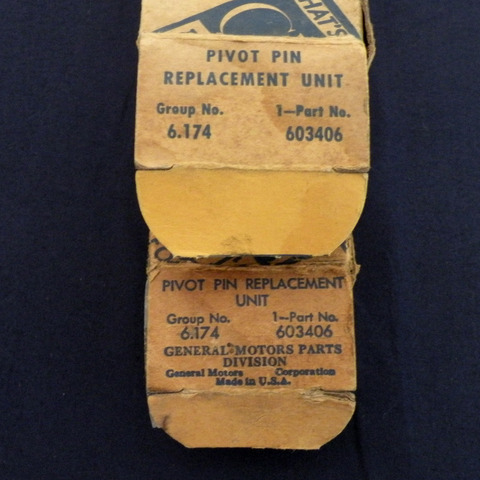 THAT'S
PIVOT PIN
REPLACEMENT UNIT
Group No. 1—Part No.
6.174 603406
PIVOT PIN REPLACEMENT
UNIT
Group No. 1—Part No.
6.174 603406
GENERAL MOTORS PARTS
DIVISION
General Motors Corporation
Made in U.S.A.